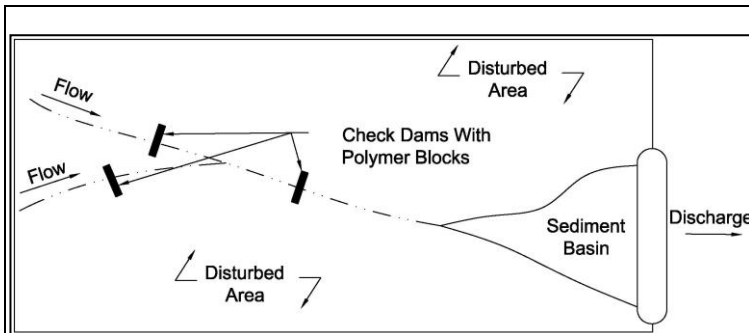 Flow
Disturbed
Area
Check Dams With
Polymer Blocks
Flow
Sediment
Basin
Discharge
Disturbed
Area